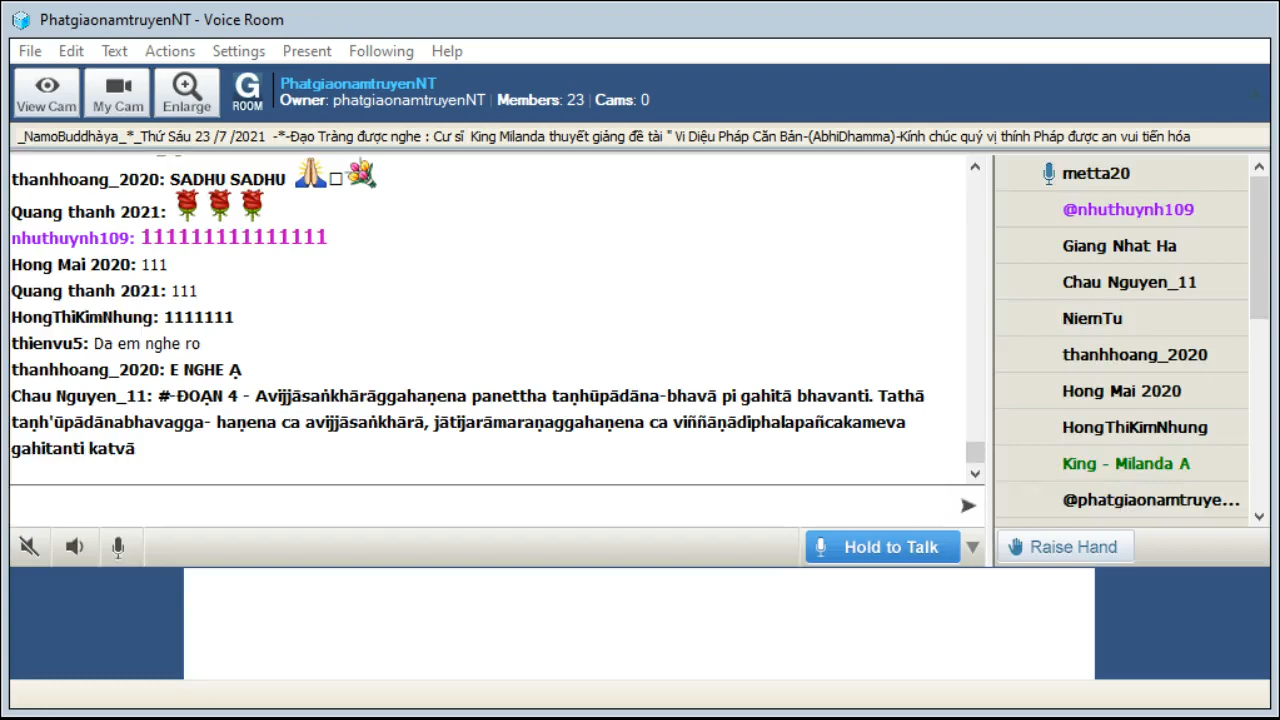 PhatgiaonamtruyenNT - Voice Room
File Edit Text Actions Settings Present Following Help
View Cam My Cam Enlarge G ROOM
PhatgiaonamtruyenNT
Owner: phatgiaonamtruyenNT | Members: 23 | Cams: 0
_NamoBuddhàya_*_Thứ Sáu 23 /7 /2021 -*-Đạo Tràng được nghe : Cư sĩ King Milanda thuyết giảng đề tài " Vi Diệu Pháp Căn Bản-(AbhiDhamma)-Kính chúc quý vị thính Pháp được an vui tiến hóa
thanhhoang_2020: SADHU SADHU
Quang thanh 2021:
nhuthuynh109: 111111111111111
Hong Mai 2020: 111
Quang thanh 2021: 111
HongThiKimNhung: 1111111
thienvu5: Da em nghe ro
thanhhoang_2020: E NGHE Ạ
Chau Nguyen_11: #-ĐOẠN 4 - Avijjāsaṅkhārāggahaṇena panettha taṇhūpādāna-bhavā pi gahitā bhavanti. Tathā
taṇh'ūpādānabhavagga- haṇena ca avijjāsaṅkhārā, jātijarāmaraṇaggahaṇena ca viññāṇādiphalapañcakameva
gahitanti katvā
metta20
@nhuthuynh109
Giang Nhat Ha
Chau Nguyen_11
NiemTu
thanhhoang_2020
Hong Mai 2020
HongThiKimNhung
King - Milanda A
@phatgiaonamtruye...
Hold to Talk
Raise Hand